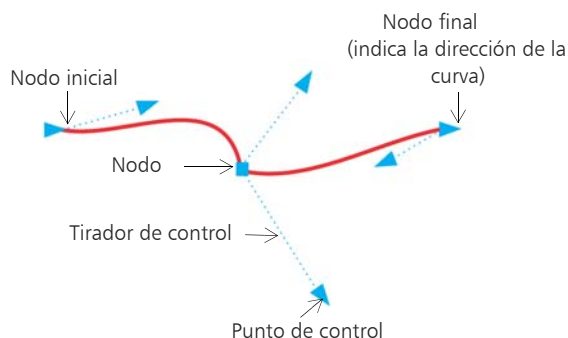 Nodo final
(indica la dirección de la
curva)
Nodo inicial
Nodo
Tirador de control
Punto de control